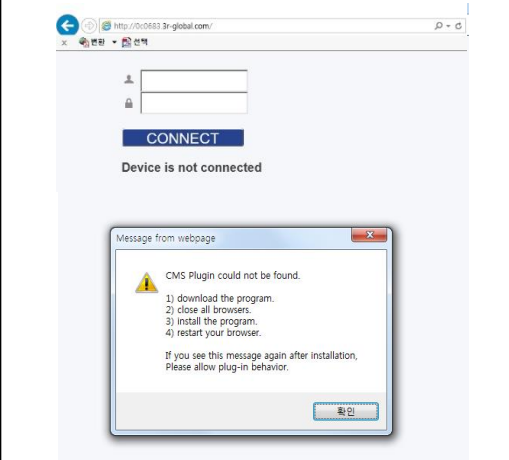 http://0c0683.3r-global.com/
x 변환 선택
CONNECT
Device is not connected
Message from webpage
CMS Plugin could not be found.
1) download the program.
2) close all browsers.
3) install the program.
4) restart your browser.
If you see this message again after installation,
Please allow plug-in behavior.
확인